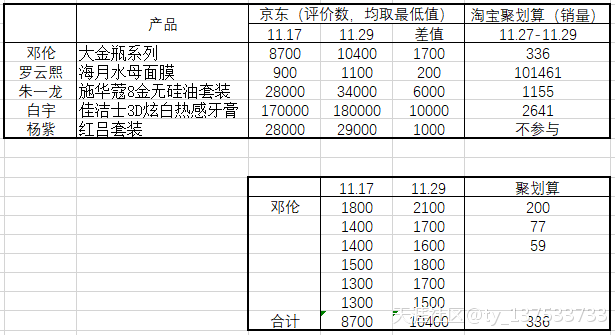 产品 京东（评价数，均取最低值） 淘宝聚划算（销量）
11.17 11.29 差值 11.27-11.29
邓伦 大金瓶系列 8700 10400 1700 336
罗云熙 海月水母面膜 900 1100 200 101461
朱一龙 施华蔻8金无硅油套装 28000 34000 6000 1155
白宇 佳洁士3D炫白热感牙膏 170000 180000 10000 2641
杨紫 红吕套装 28000 29000 1000 不参与
11.17 11.29 聚划算
邓伦 1800 2100 200
1400 1700 77
1400 1600 59
1500 1800
1300 1700
1300 1500
合计 8700 10400 336
@ty_137533733